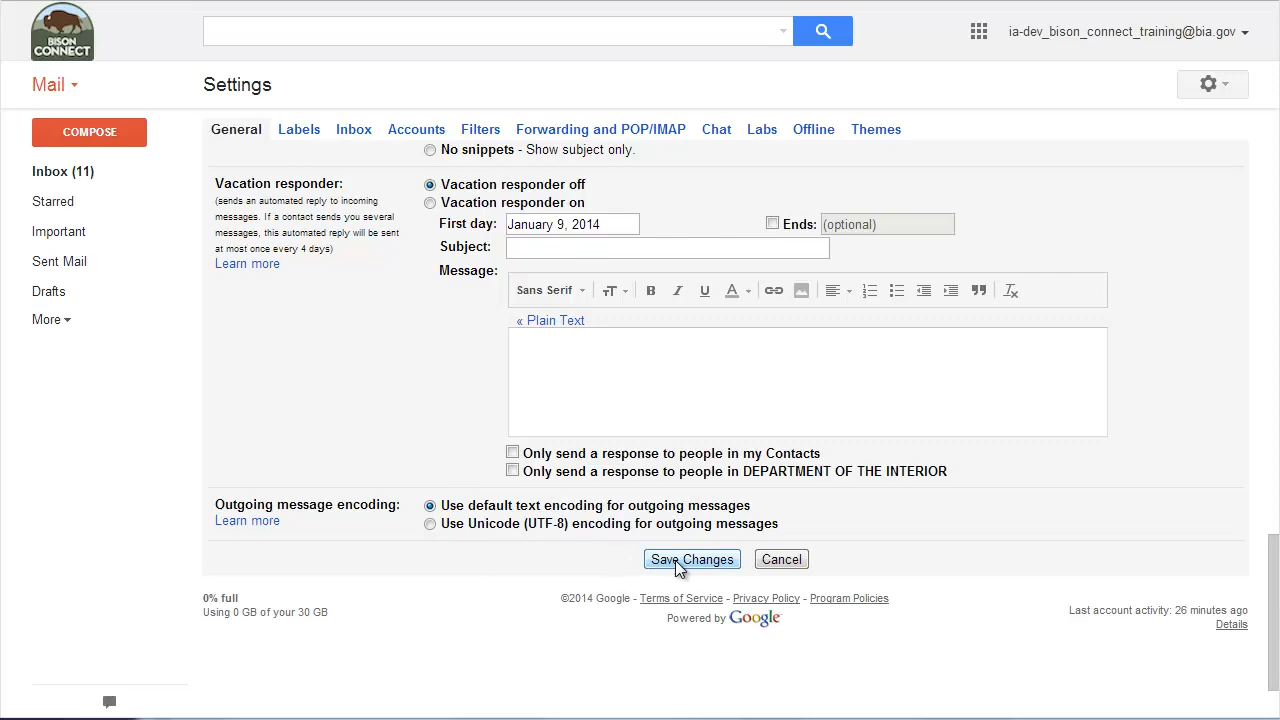 BISON
CONNECT
ia-dev_bison_connect_training@bia.gov
Mail
Settings
COMPOSE
Inbox (11)
Starred
Important
Sent Mail
Drafts
More
General Labels Inbox Accounts Filters Forwarding and POP/IMAP Chat Labs Offline Themes
No snippets - Show subject only.
Vacation responder:
(sends an automated reply to incoming
messages. If a contact sends you several
messages, this automated reply will be sent
at most once every 4 days)
Learn more
Vacation responder off
Vacation responder on
First day: January 9, 2014 Ends: (optional)
Subject:
Message:
Sans Serif
« Plain Text
Only send a response to people in my Contacts
Only send a response to people in DEPARTMENT OF THE INTERIOR
Outgoing message encoding:
Learn more
Use default text encoding for outgoing messages
Use Unicode (UTF-8) encoding for outgoing messages
Save Changes Cancel
0% full
Using 0 GB of your 30 GB
©2014 Google - Terms of Service - Privacy Policy - Program Policies
Powered by Google
Last account activity: 26 minutes ago
Details